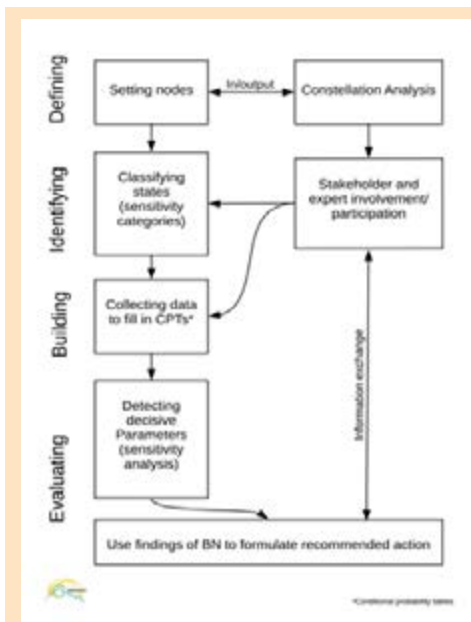 Defining
Setting nodes
In/output
Constellation Analysis
Identifying
Classifying
states
(sensitivity
categories)
Stakeholder and
expert involvement/
participation
Building
Collecting data
to fill in CPTs*
Information exchange
Evaluating
Detecting
decisive
Parameters
(sensitivity
analysis)
Use findings of BN to formulate recommended action
*Conditional probability tables